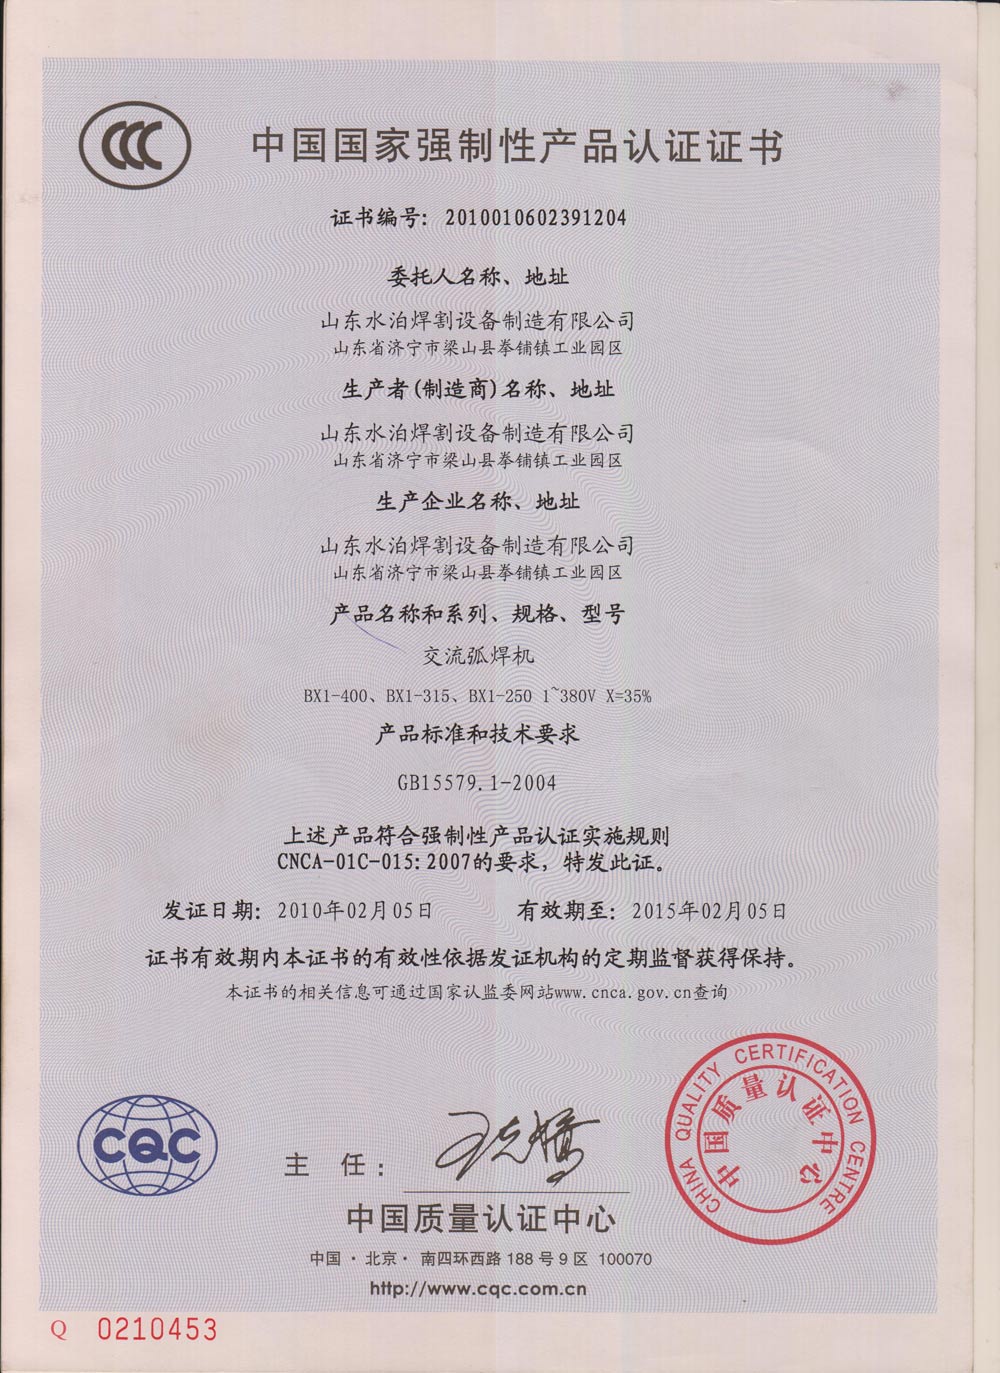 CCC
中国国家强制性产品认证证书
证书编号: 2010010602391204
委托人名称、地址
山东水泊焊割设备制造有限公司
山东省济宁市梁山县拳铺镇工业园区
生产者(制造商)名称、地址
山东水泊焊割设备制造有限公司
山东省济宁市梁山县拳铺镇工业园区
生产企业名称、地址
山东水泊焊割设备制造有限公司
山东省济宁市梁山县拳铺镇工业园区
产品名称和系列、规格、型号
交流弧焊机
BX1-400、BX1-315、BX1-250 1~380V X=35%
产品标准和技术要求
GB15579.1-2004
上述产品符合强制性产品认证实施规则
CNCA-01C-015: 2007的要求, 特发此证。
发证日期: 2010年02月05日 有效期至: 2015年02月05日
证书有效期内本证书的有效性依据发证机构的定期监督获得保持。
本证书的相关信息可通过国家认监委网站www.cnca.gov.cn查询
CQC
主 任:
CHINA QUALITY CERTIFICATION CENTRE
中国质量认证中心
中国质量认证中心
中国·北京· 南四环西路 188 号 9 区 100070
http://www.cqc.com.cn
Q 0210453